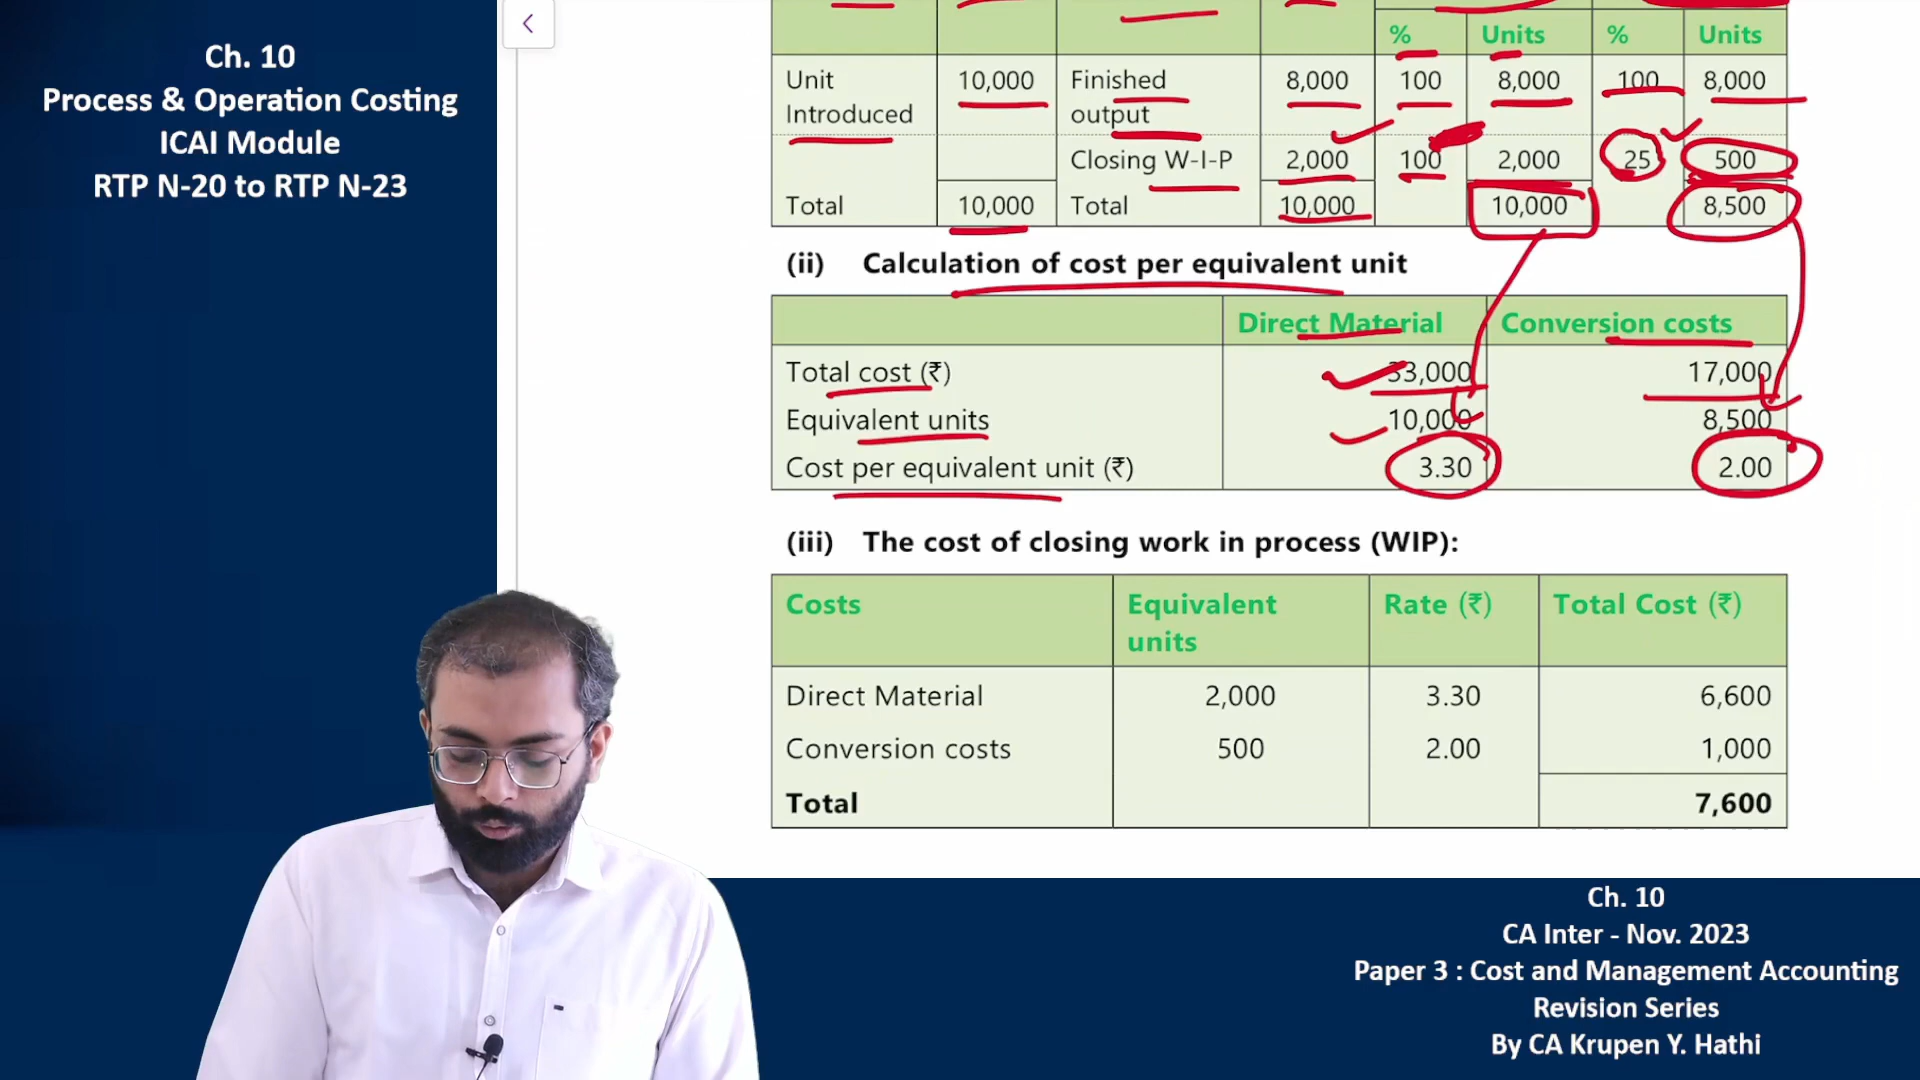 Ch. 10
Process & Operation Costing
ICAI Module
RTP N-20 to RTP N-23
% Units % Units
Unit Introduced 10,000 Finished output 8,000 100 8,000 100 8,000
Closing W-I-P 2,000 100 2,000 25 500
Total 10,000 Total 10,000 10,000 8,500
(ii) Calculation of cost per equivalent unit
Direct Material Conversion costs
Total cost (₹) 33,000 17,000
Equivalent units 10,000 8,500
Cost per equivalent unit (₹) 3.30 2.00
(iii) The cost of closing work in process (WIP):
Costs Equivalent units Rate (₹) Total Cost (₹)
Direct Material 2,000 3.30 6,600
Conversion costs 500 2.00 1,000
Total 7,600
Ch. 10
CA Inter - Nov. 2023
Paper 3 : Cost and Management Accounting
Revision Series
By CA Krupen Y. Hathi